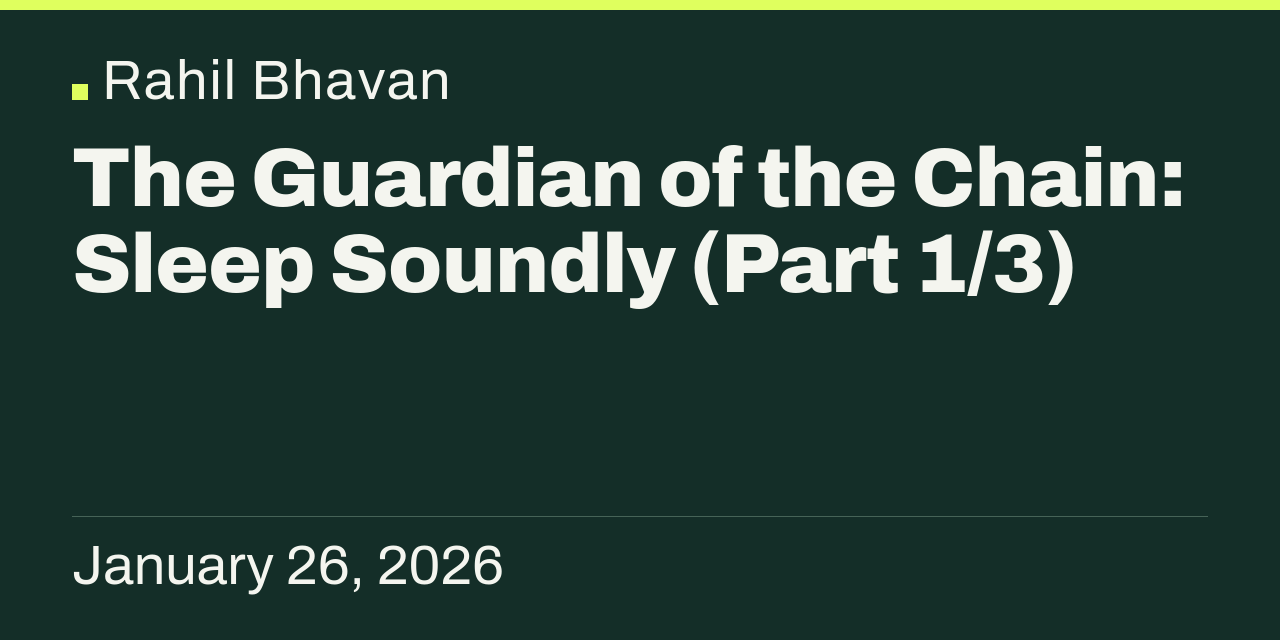 Rahil Bhavan
The Guardian of the Chain:
Sleep Soundly (Part 1/3)
January 26, 2026